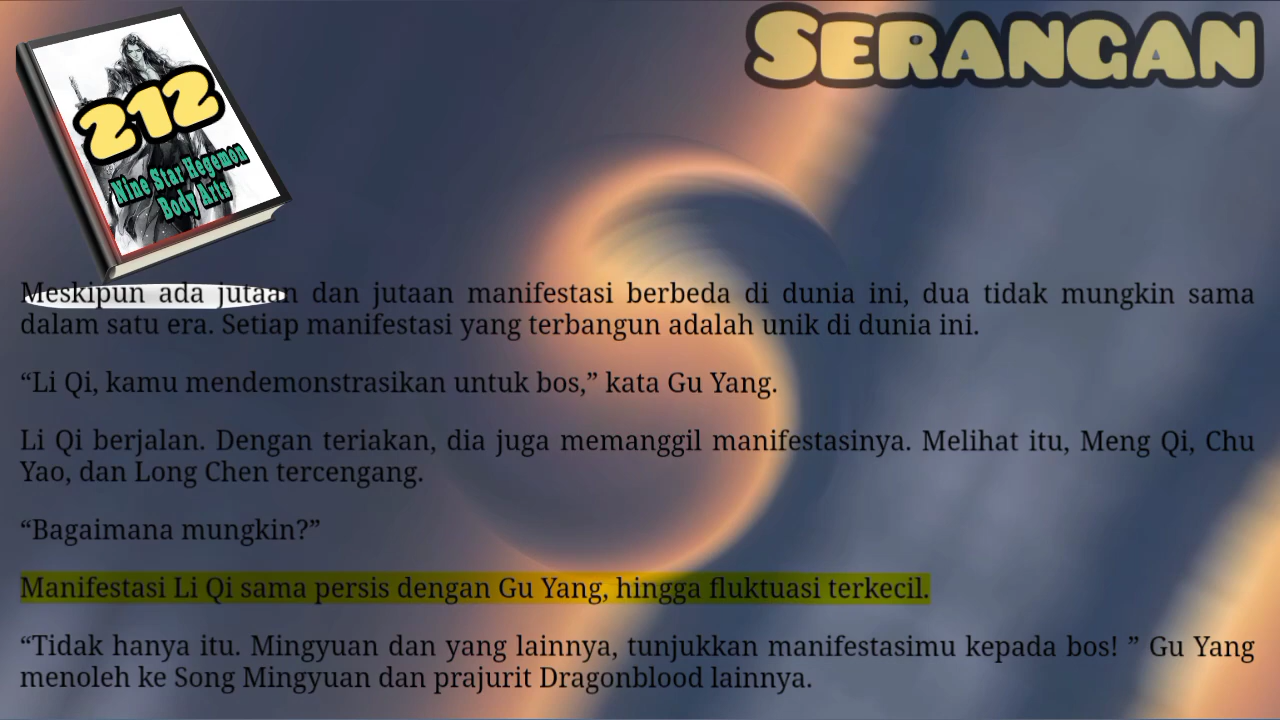 SERANGAN
212
Nine Star Hegemon
Body Arts
Meskipun ada jutaan dan jutaan manifestasi berbeda di dunia ini, dua tidak mungkin sama
dalam satu era. Setiap manifestasi yang terbangun adalah unik di dunia ini.
“Li Qi, kamu mendemonstrasikan untuk bos,” kata Gu Yang.
Li Qi berjalan. Dengan teriakan, dia juga memanggil manifestasinya. Melihat itu, Meng Qi, Chu
Yao, dan Long Chen tercengang.
“Bagaimana mungkin?”
Manifestasi Li Qi sama persis dengan Gu Yang, hingga fluktuasi terkecil.
“Tidak hanya itu. Mingyuan dan yang lainnya, tunjukkan manifestasimu kepada bos! ” Gu Yang
menoleh ke Song Mingyuan dan prajurit Dragonblood lainnya.